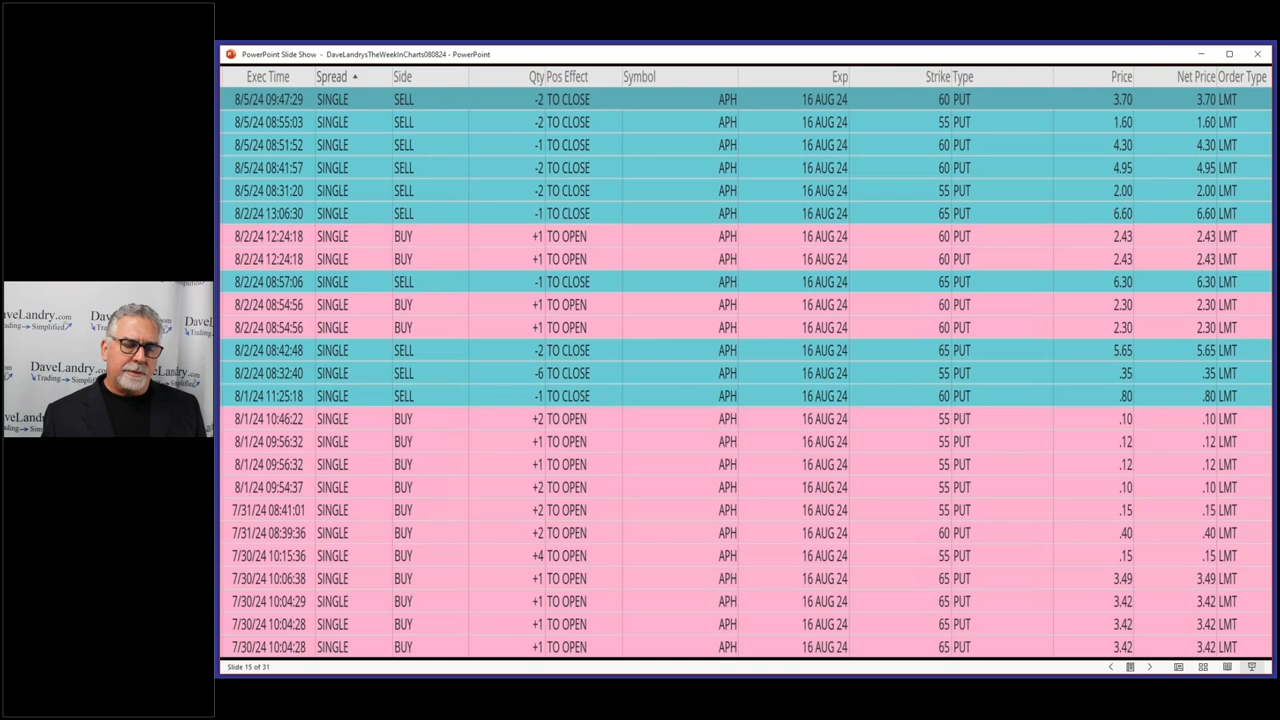 PowerPoint Slide Show - DaveLandrysTheWeekInCharts080824 - PowerPoint
Exec Time Spread Side Qty Pos Effect Symbol Exp Strike Type Price Net Price Order Type
8/5/24 09:47:29 SINGLE SELL -2 TO CLOSE APH 16 AUG 24 60 PUT 3.70 3.70 LMT
8/5/24 08:55:03 SINGLE SELL -2 TO CLOSE APH 16 AUG 24 55 PUT 1.60 1.60 LMT
8/5/24 08:51:52 SINGLE SELL -1 TO CLOSE APH 16 AUG 24 60 PUT 4.30 4.30 LMT
8/5/24 08:41:57 SINGLE SELL -2 TO CLOSE APH 16 AUG 24 60 PUT 4.95 4.95 LMT
8/5/24 08:31:20 SINGLE SELL -2 TO CLOSE APH 16 AUG 24 55 PUT 2.00 2.00 LMT
8/2/24 13:06:30 SINGLE SELL -1 TO CLOSE APH 16 AUG 24 65 PUT 6.60 6.60 LMT
8/2/24 12:24:18 SINGLE BUY +1 TO OPEN APH 16 AUG 24 60 PUT 2.43 2.43 LMT
8/2/24 12:24:18 SINGLE BUY +1 TO OPEN APH 16 AUG 24 60 PUT 2.43 2.43 LMT
8/2/24 08:57:06 SINGLE SELL -1 TO CLOSE APH 16 AUG 24 65 PUT 6.30 6.30 LMT
8/2/24 08:54:56 SINGLE BUY +1 TO OPEN APH 16 AUG 24 60 PUT 2.30 2.30 LMT
8/2/24 08:54:56 SINGLE BUY +1 TO OPEN APH 16 AUG 24 60 PUT 2.30 2.30 LMT
8/2/24 08:42:48 SINGLE SELL -2 TO CLOSE APH 16 AUG 24 65 PUT 5.65 5.65 LMT
8/2/24 08:32:40 SINGLE SELL -6 TO CLOSE APH 16 AUG 24 55 PUT .35 .35 LMT
8/1/24 11:25:18 SINGLE SELL -1 TO CLOSE APH 16 AUG 24 60 PUT .80 .80 LMT
8/1/24 10:46:22 SINGLE BUY +2 TO OPEN APH 16 AUG 24 55 PUT .10 .10 LMT
8/1/24 09:56:32 SINGLE BUY +1 TO OPEN APH 16 AUG 24 55 PUT .12 .12 LMT
8/1/24 09:56:32 SINGLE BUY +1 TO OPEN APH 16 AUG 24 55 PUT .12 .12 LMT
8/1/24 09:54:37 SINGLE BUY +2 TO OPEN APH 16 AUG 24 55 PUT .10 .10 LMT
7/31/24 08:41:01 SINGLE BUY +2 TO OPEN APH 16 AUG 24 55 PUT .15 .15 LMT
7/31/24 08:39:36 SINGLE BUY +2 TO OPEN APH 16 AUG 24 60 PUT .40 .40 LMT
7/30/24 10:15:36 SINGLE BUY +4 TO OPEN APH 16 AUG 24 55 PUT .15 .15 LMT
7/30/24 10:06:38 SINGLE BUY +1 TO OPEN APH 16 AUG 24 65 PUT 3.49 3.49 LMT
7/30/24 10:04:29 SINGLE BUY +1 TO OPEN APH 16 AUG 24 65 PUT 3.42 3.42 LMT
7/30/24 10:04:28 SINGLE BUY +1 TO OPEN APH 16 AUG 24 65 PUT 3.42 3.42 LMT
7/30/24 10:04:28 SINGLE BUY +1 TO OPEN APH 16 AUG 24 65 PUT 3.42 3.42 LMT
Slide 15 of 31
DaveLandry.com
Trading Simplified